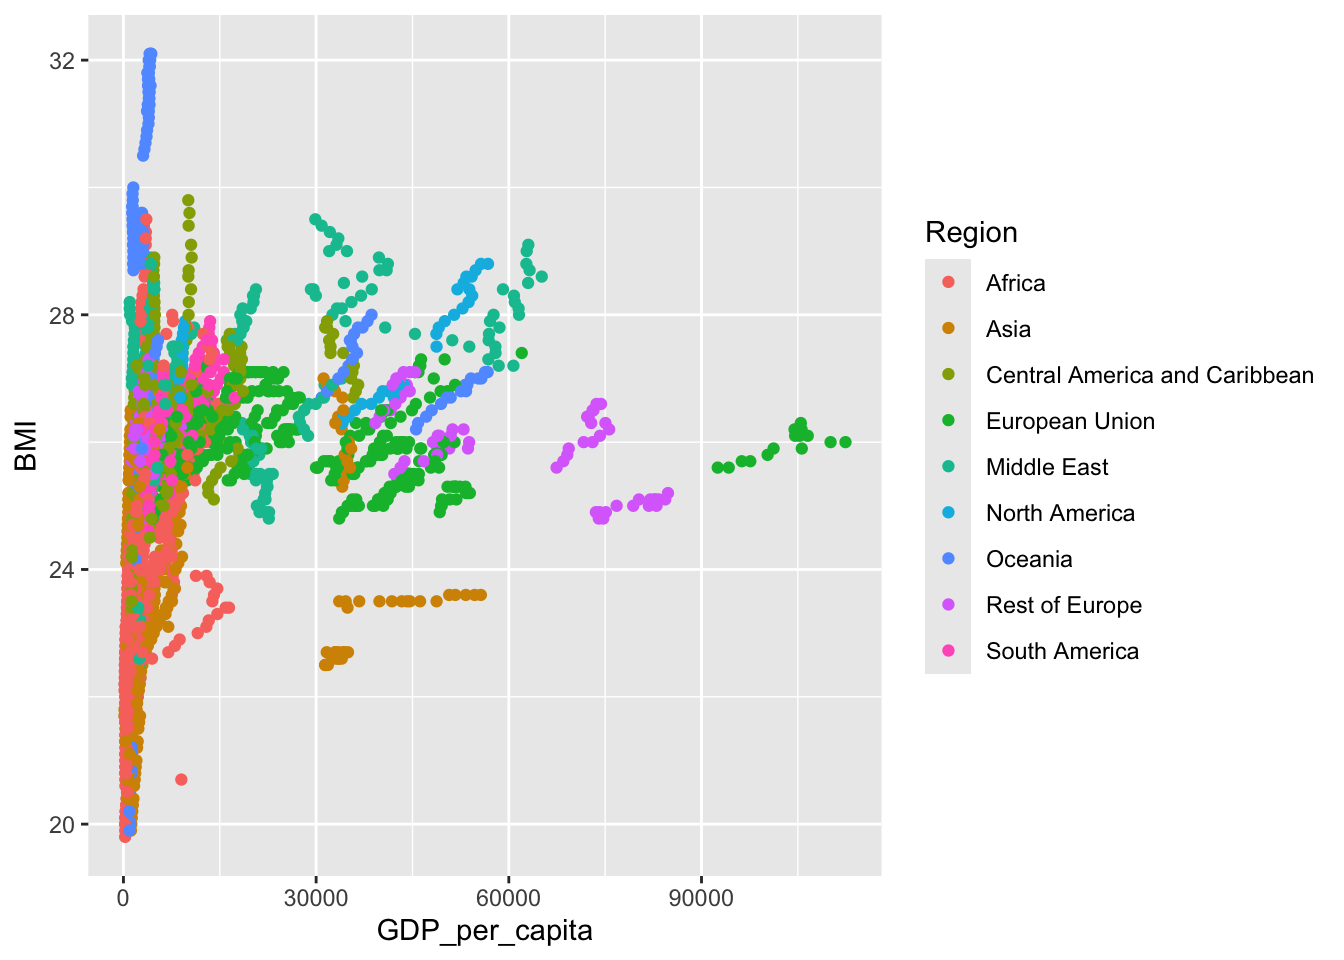 32
28
24
20
BMI
0
30000
60000
90000
GDP_per_capita
Region
Africa
Asia
Central America and Caribbean
European Union
Middle East
North America
Oceania
Rest of Europe
South America